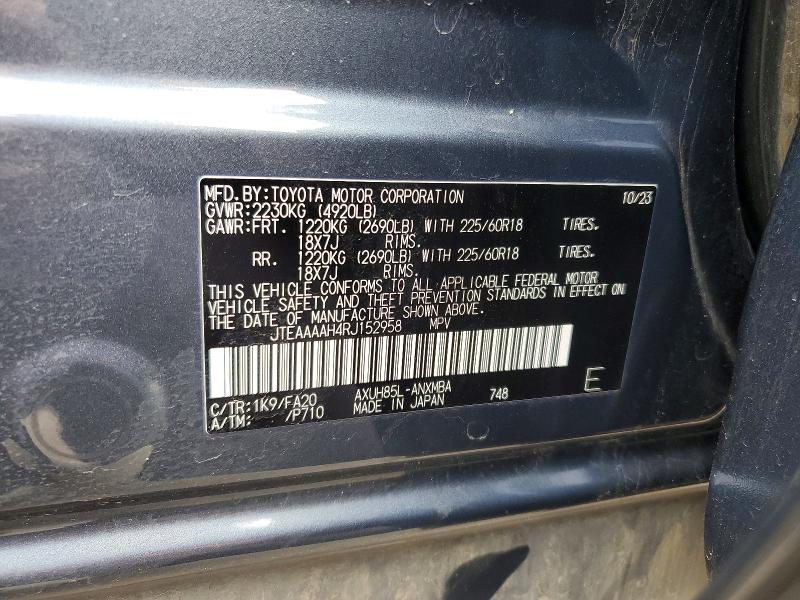 MFD.BY:TOYOTA MOTOR CORPORATION 10/23
GVWR:2230KG (4920LB)
GAWR:FRT. 1220KG (2690LB) WITH 225/60R18 TIRES.
18X7J RIMS.
RR. 1220KG (2690LB) WITH 225/60R18 TIRES.
18X7J RIMS.
THIS VEHICLE CONFORMS TO ALL APPLICABLE FEDERAL MOTOR
VEHICLE SAFETY AND THEFT PREVENTION STANDARDS IN EFFECT ON
THE DATE OF MANUFACTURE SHOWN ABOVE.
JTEAAAAH4RJ152958 MPV
C/TR:1K9/FA20 AXUH85L-ANXMBA 748 E
A/TM: /P710 MADE IN JAPAN